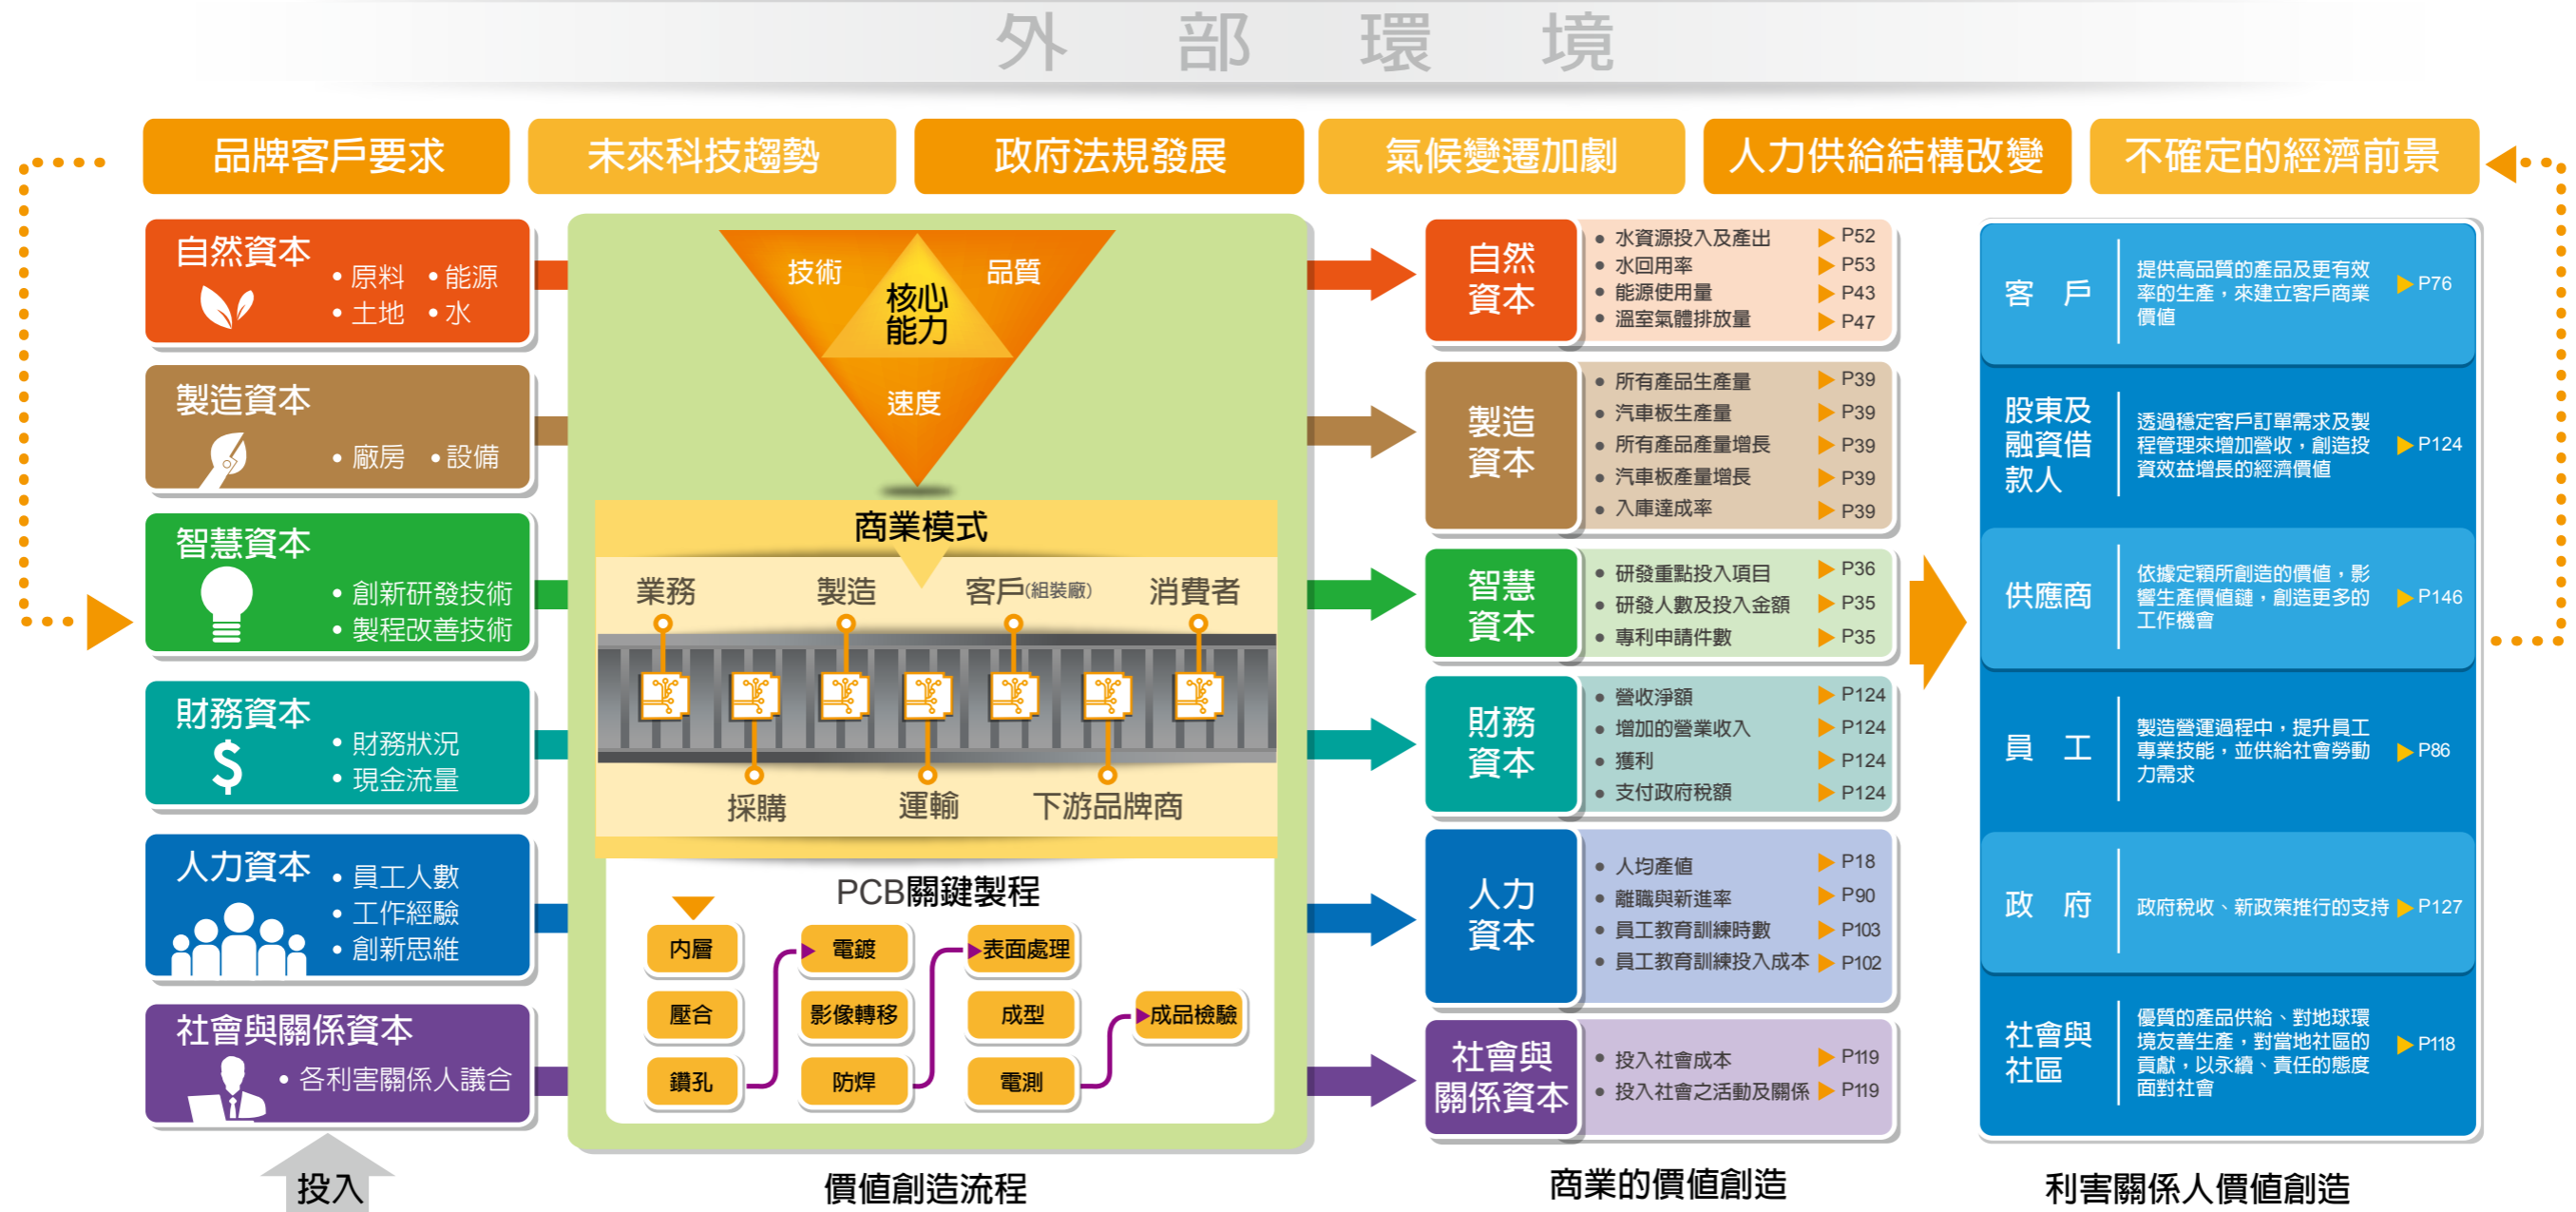 外部環境
品牌客戶要求
未來科技趨勢
政府法規發展
氣候變遷加劇
人力供給結構改變
不確定的經濟前景
自然資本
• 原料 • 能源
• 土地 • 水
製造資本
• 廠房 • 設備
智慧資本
• 創新研發技術
• 製程改善技術
財務資本
$
• 財務狀況
• 現金流量
人力資本
• 員工人數
• 工作經驗
• 創新思維
社會與關係資本
• 各利害關係人議合
投入
技術
品質
核心
能力
速度
商業模式
業務
製造
客戶(組裝廠)
消費者
採購
運輸
下游品牌商
PCB關鍵製程
內層
壓合
鑽孔
電鍍
影像轉移
防焊
表面處理
成型
電測
成品檢驗
價值創造流程
自然
資本
• 水資源投入及產出 P52
• 水回用率 P53
• 能源使用量 P43
• 溫室氣體排放量 P47
製造
資本
• 所有產品生產量 P39
• 汽車板生產量 P39
• 所有產品產量增長 P39
• 汽車板產量增長 P39
• 入庫達成率 P39
智慧
資本
• 研發重點投入項目 P36
• 研發人數及投入金額 P35
• 專利申請件數 P35
財務
資本
• 營收淨額 P124
• 增加的營業收入 P124
• 獲利 P124
• 支付政府稅額 P124
人力
資本
• 人均產值 P18
• 離職與新進率 P90
• 員工教育訓練時數 P103
• 員工教育訓練投入成本 P102
社會與
關係資本
• 投入社會成本 P119
• 投入社會之活動及關係 P119
商業的價值創造
客戶
提供高品質的產品及更有效
率的生產，來建立客戶商業
價值
P76
股東及
融資借
款人
透過穩定客戶訂單需求及製
程管理來增加營收，創造投
資效益增長的經濟價值
P124
供應商
依據定穎所創造的價值，影
響生產價值鏈，創造更多的
工作機會
P146
員工
製造營運過程中，提升員工
專業技能，並供給社會勞動
力需求
P86
政府
政府稅收、新政策推行的支持 P127
社會與
社區
優質的產品供給、對地球環
境友善生產，對當地社區的
貢獻，以永續、責任的態度
面對社會
P118
利害關係人價值創造